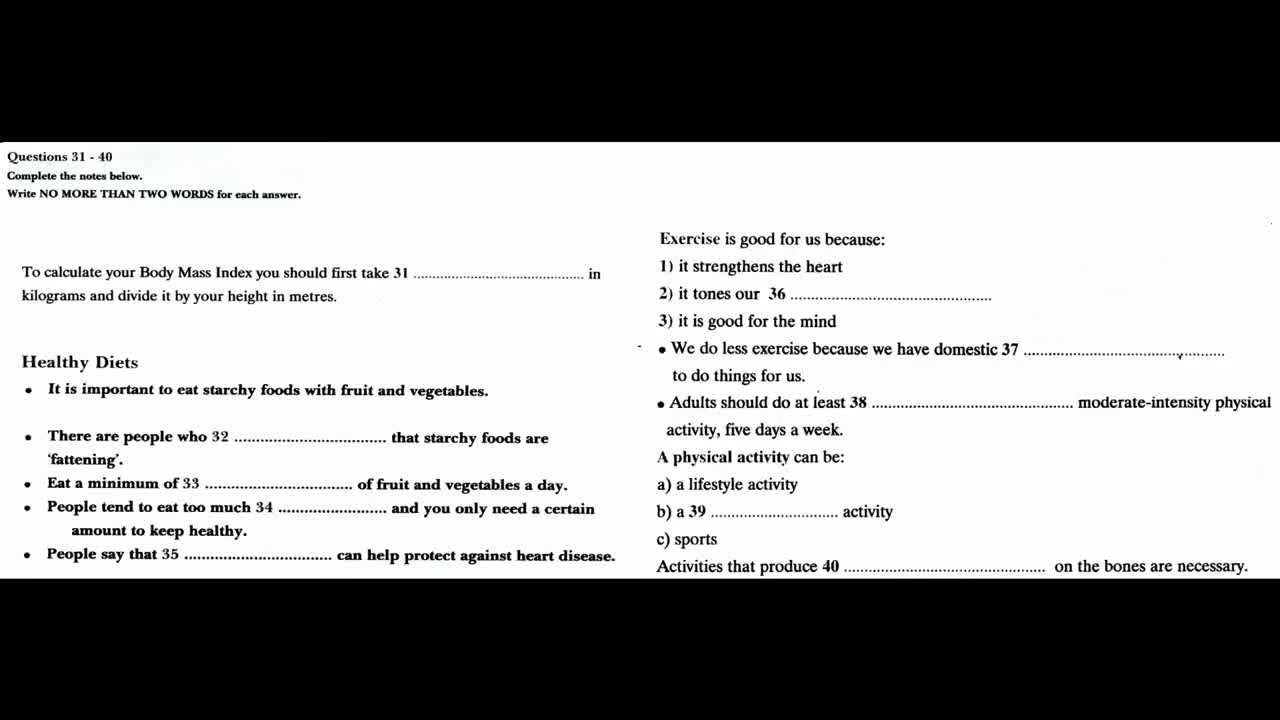 Questions 31 - 40
Complete the notes below.
Write NO MORE THAN TWO WORDS for each answer.
To calculate your Body Mass Index you should first take 31 ........................................ in
kilograms and divide it by your height in metres.
Healthy Diets
• It is important to eat starchy foods with fruit and vegetables.
• There are people who 32 .................................... that starchy foods are
'fattening'.
• Eat a minimum of 33 ................................... of fruit and vegetables a day.
• People tend to eat too much 34 .......................... and you only need a certain
amount to keep healthy.
• People say that 35 ................................... can help protect against heart disease.
Exercise is good for us because:
1) it strengthens the heart
2) it tones our 36 ................................................
3) it is good for the mind
• We do less exercise because we have domestic 37 ................................................
to do things for us.
• Adults should do at least 38 ................................................ moderate-intensity physical
activity, five days a week.
A physical activity can be:
a) a lifestyle activity
b) a 39 .............................. activity
c) sports
Activities that produce 40 ................................................ on the bones are necessary.